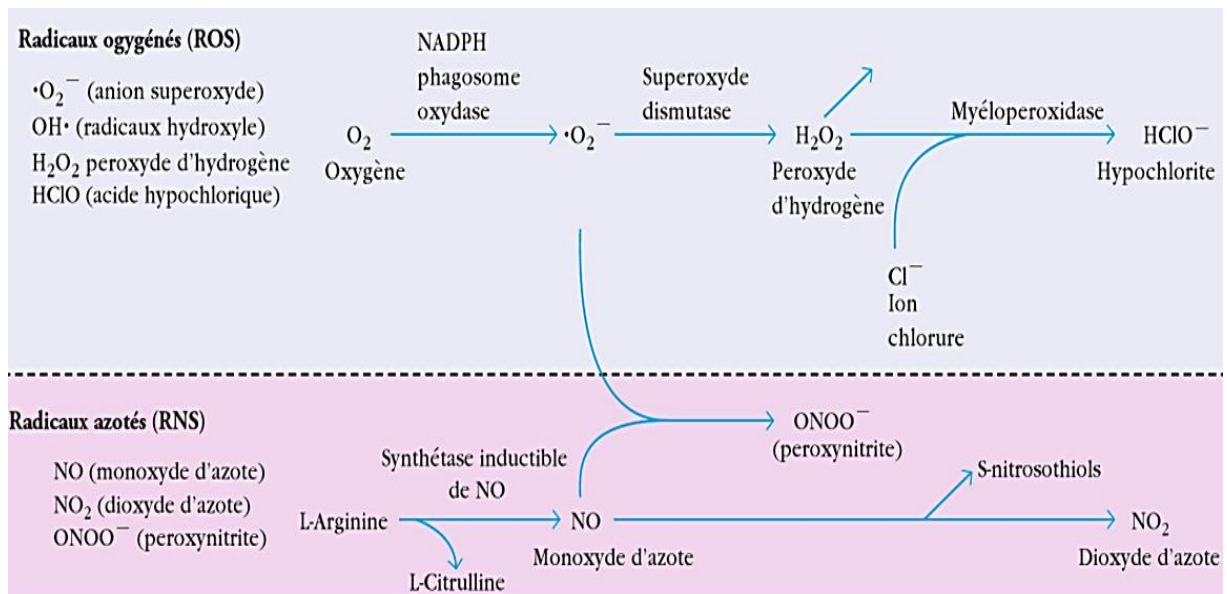 Radicaux ogygénés (ROS)
•O₂⁻ (anion superoxyde)
OH• (radicaux hydroxyle)
H₂O₂ peroxyde d'hydrogène
HClO (acide hypochlorique)
NADPH
phagosome
oxydase
Superoxyde
dismutase
Myéloperoxidase
O₂
Oxygène
•O₂⁻
H₂O₂
Peroxyde
d'hydrogène
HClO⁻
Hypochlorite
Cl⁻
Ion
chlorure
Radicaux azotés (RNS)
NO (monoxyde d'azote)
NO₂ (dioxyde d'azote)
ONOO⁻ (peroxynitrite)
ONOO⁻
(peroxynitrite)
Synthétase inductible
de NO
S-nitrosothiols
L-Arginine
NO
Monoxyde d'azote
NO₂
Dioxyde d'azote
L-Citrulline